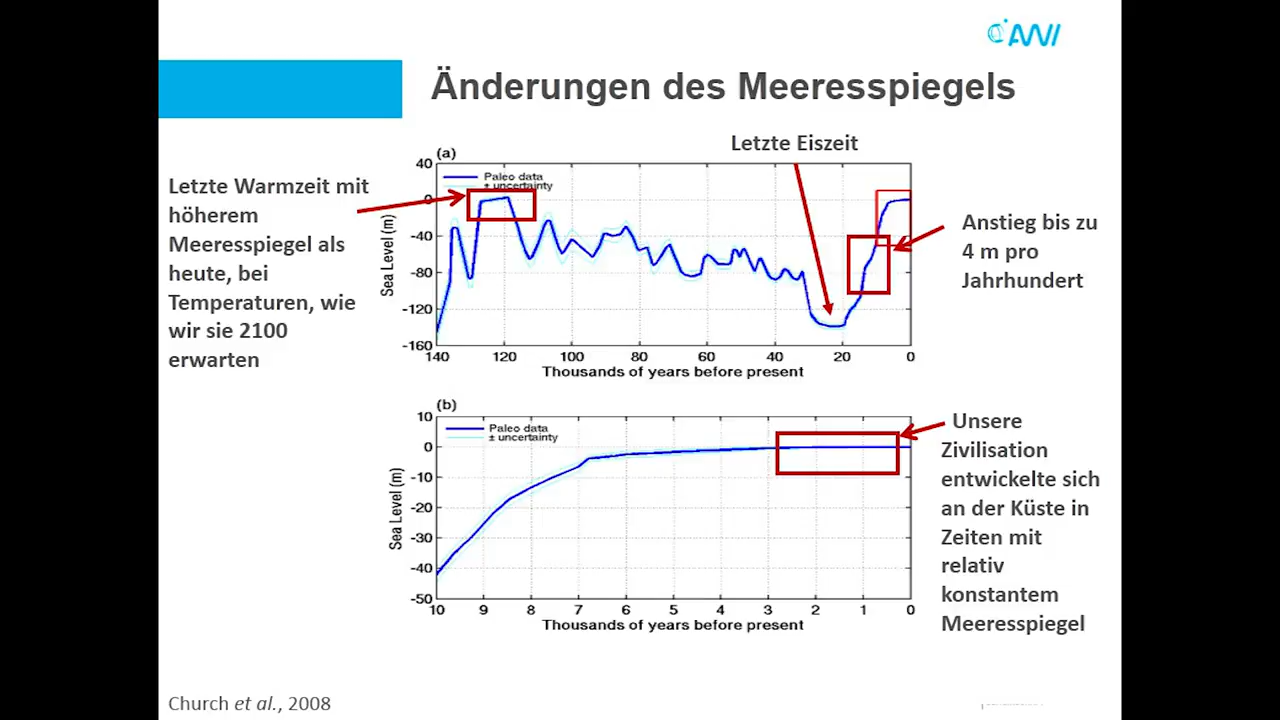 AWI
Änderungen des Meeresspiegels
Letzte Warmzeit mit
höherem
Meeresspiegel als
heute, bei
Temperaturen, wie
wir sie 2100
erwarten
Letzte Eiszeit
Anstieg bis zu
4 m pro
Jahrhundert
(a)
Paleo data
± uncertainty
Sea Level (m)
40
0
-40
-80
-120
-160
140 120 100 80 60 40 20 0
Thousands of years before present
(b)
Paleo data
± uncertainty
Sea Level (m)
10
0
-10
-20
-30
-40
-50
10 9 8 7 6 5 4 3 2 1 0
Thousands of years before present
Unsere
Zivilisation
entwickelte sich
an der Küste in
Zeiten mit
relativ
konstantem
Meeresspiegel
Church et al., 2008